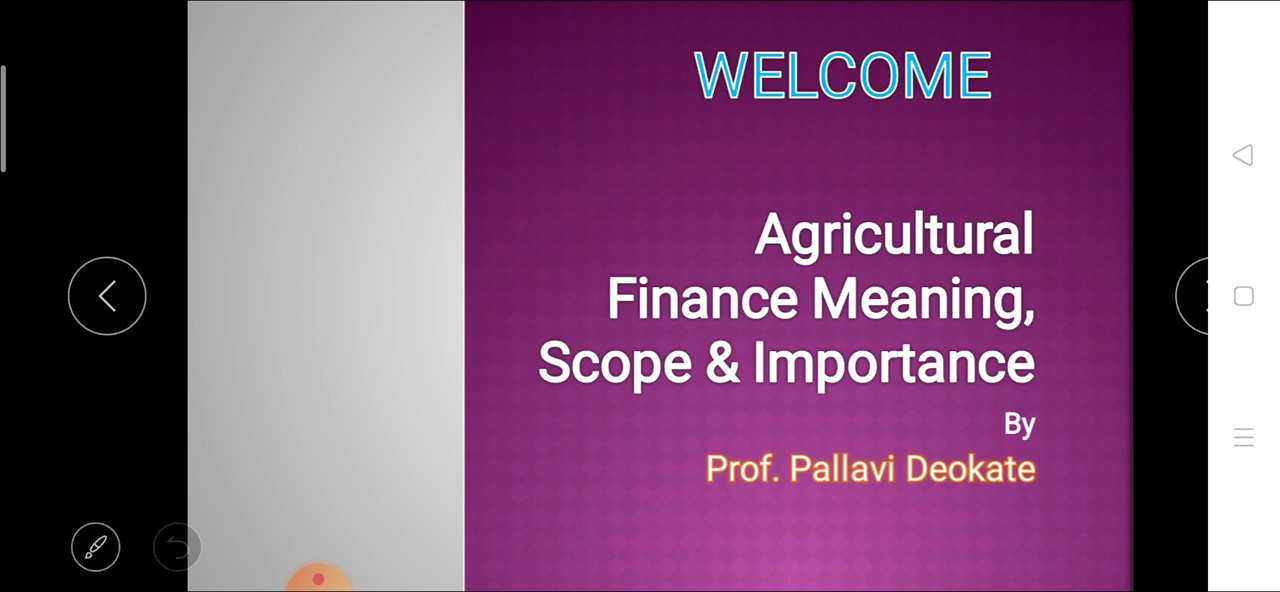 WELCOME
Agricultural
Finance Meaning,
Scope & Importance
By
Prof. Pallavi Deokate